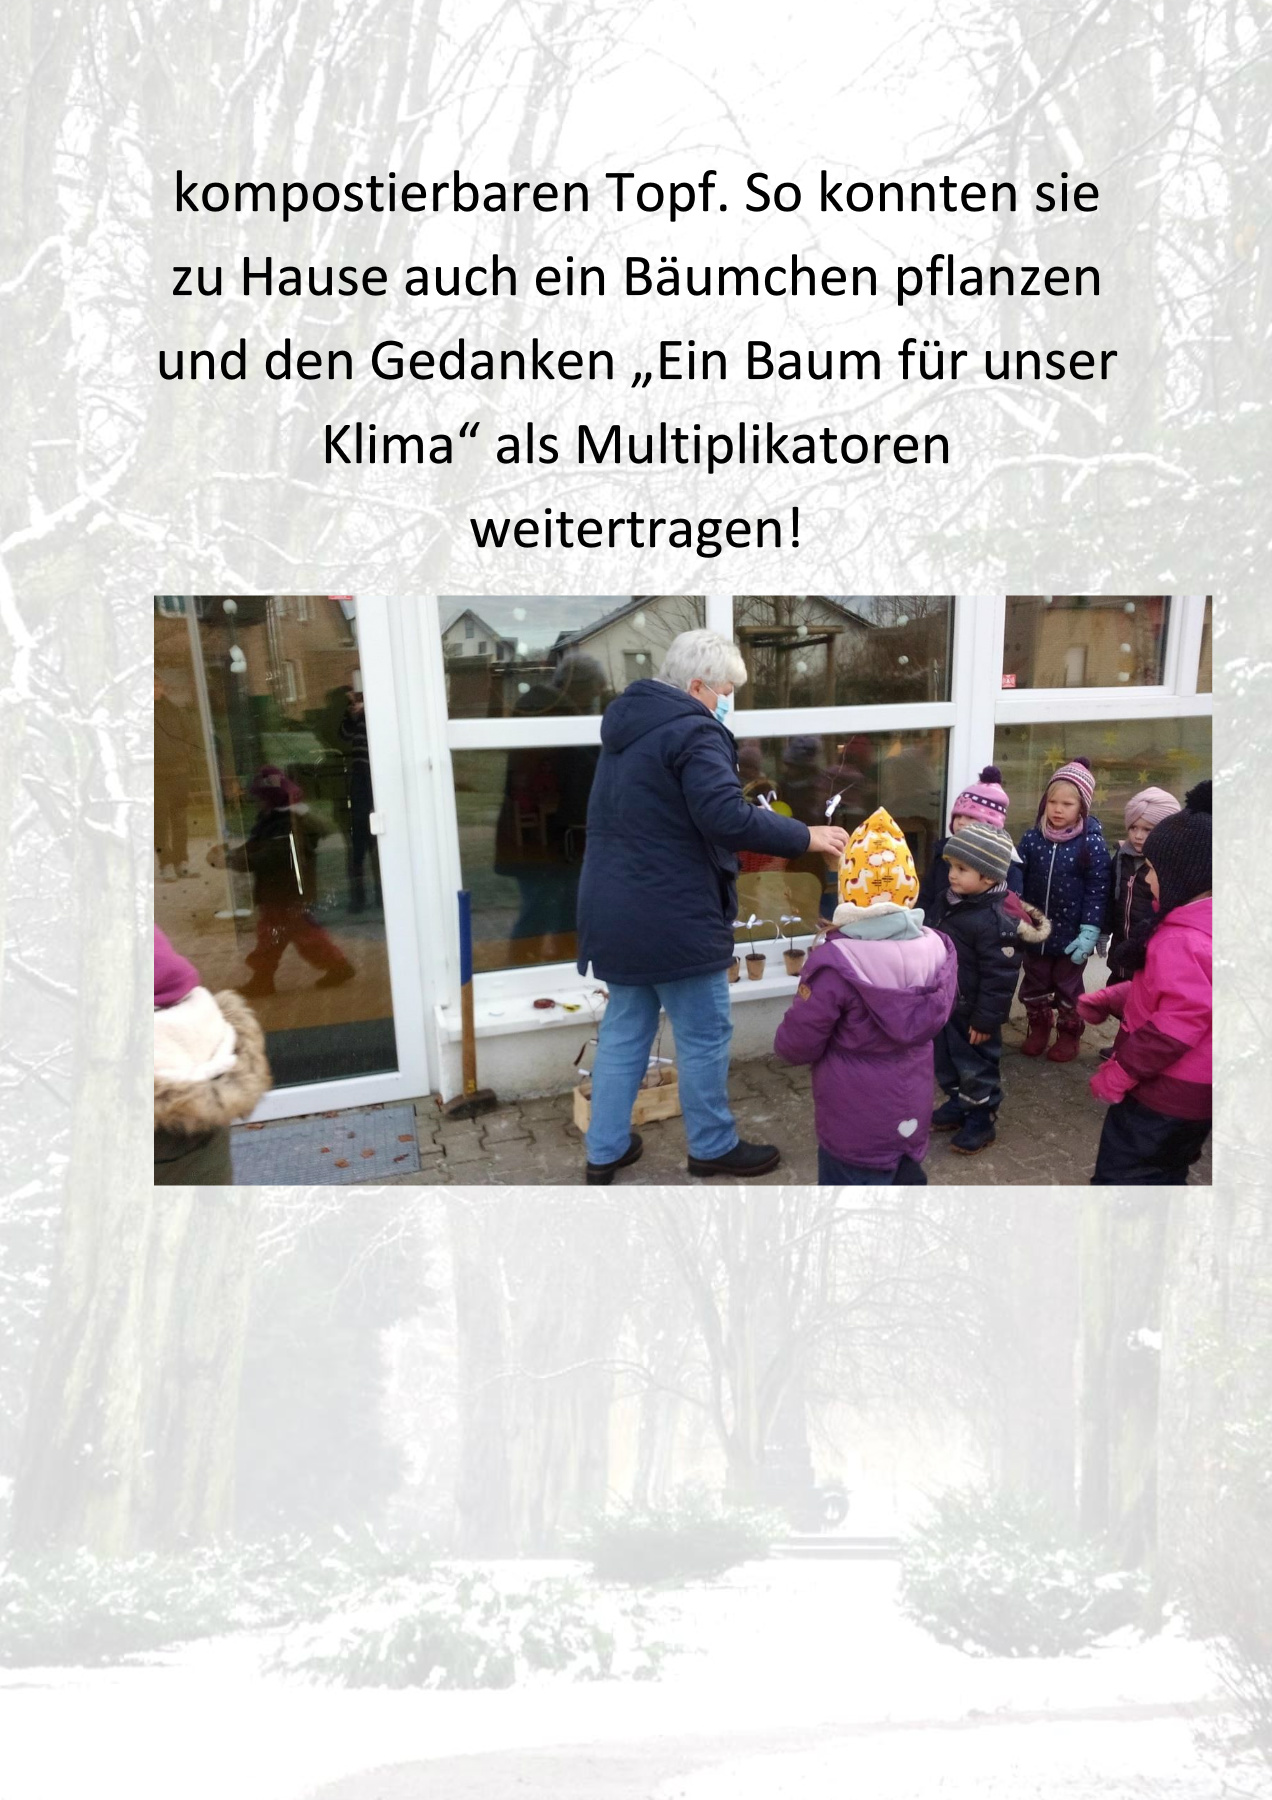 kompostierbaren Topf. So konnten sie
zu Hause auch ein Bäumchen pflanzen
und den Gedanken „Ein Baum für unser
Klima“ als Multiplikatoren
weitertragen!